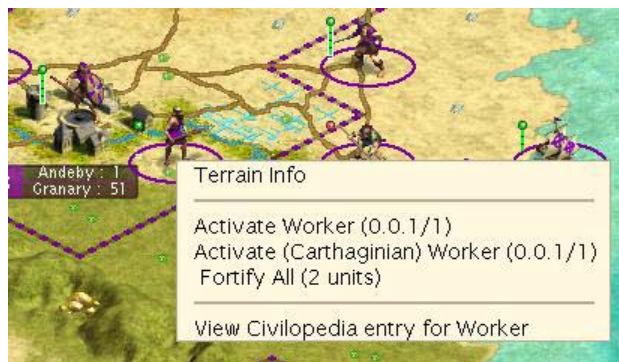 Andeby : 1
Granary : 51
Terrain Info
Activate Worker (0.0.1/1)
Activate (Carthaginian) Worker (0.0.1/1)
Fortify All (2 units)
View Civilopedia entry for Worker